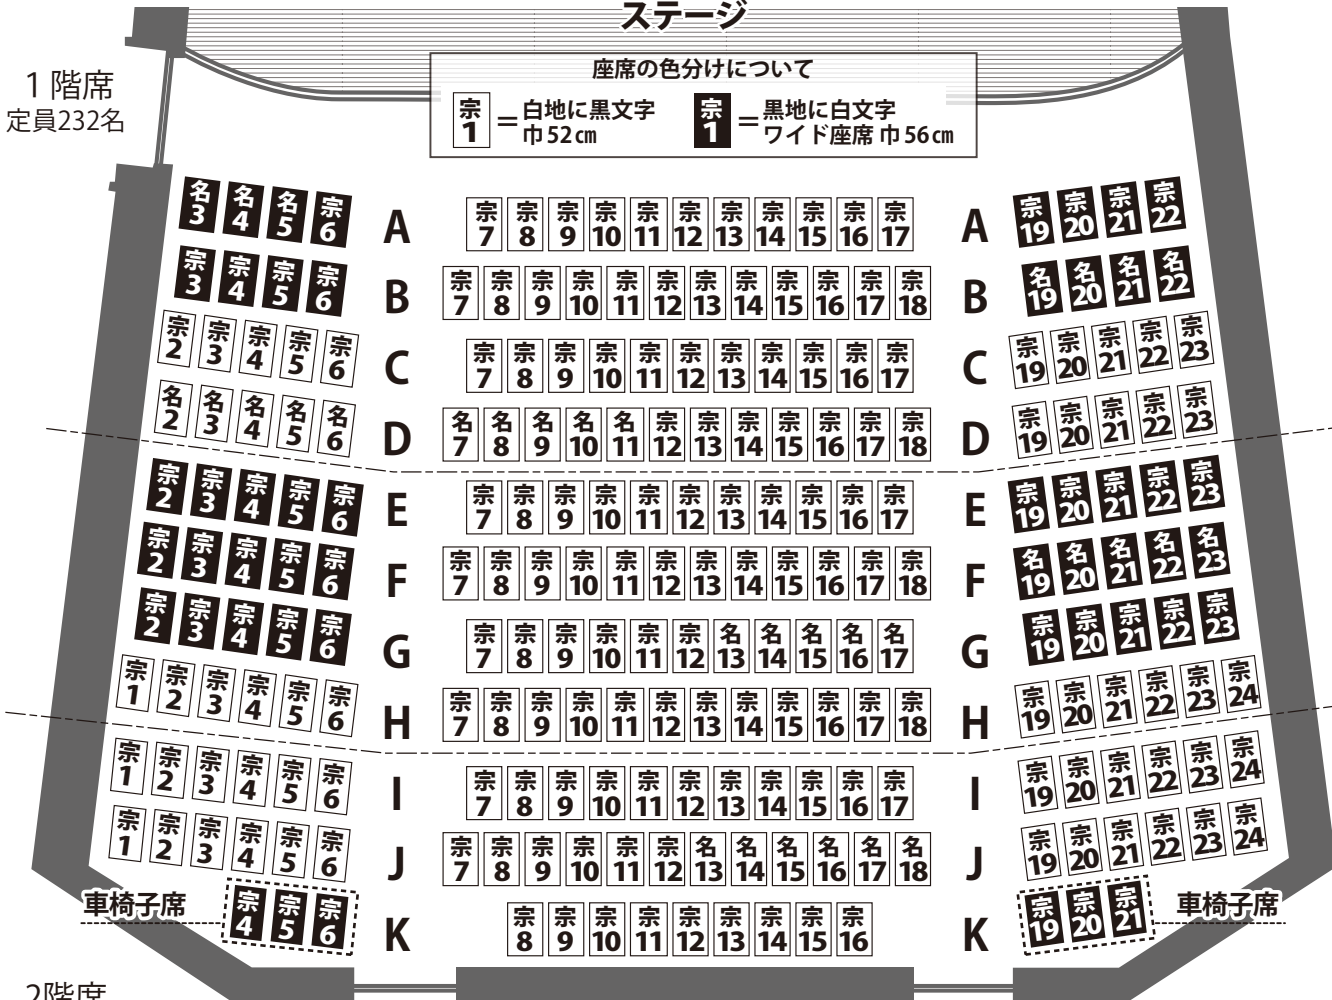 ステージ
座席の色分けについて
1階席
定員232名
宗1 = 白地に黒文字
巾52㎝
宗1 = 黒地に白文字
ワイド座席 巾56㎝
名3 名4 名5 宗6 A 宗7 宗8 宗9 宗10 宗11 宗12 宗13 宗14 宗15 宗16 宗17 A 宗19 宗20 宗21 宗22
宗3 宗4 宗5 宗6 B 宗7 宗8 宗9 宗10 宗11 宗12 宗13 宗14 宗15 宗16 宗17 宗18 B 名19 名20 名21 名22
宗2 宗3 宗4 宗5 宗6 C 宗7 宗8 宗9 宗10 宗11 宗12 宗13 宗14 宗15 宗16 宗17 C 宗19 宗20 宗21 宗22 宗23
名2 名3 名4 名5 名6 D 名7 名8 名9 名10 名11 宗12 宗13 宗14 宗15 宗16 宗17 宗18 D 宗19 宗20 宗21 宗22 宗23
宗2 宗3 宗4 宗5 宗6 E 宗7 宗8 宗9 宗10 宗11 宗12 宗13 宗14 宗15 宗16 宗17 E 宗19 宗20 宗21 宗22 宗23
宗2 宗3 宗4 宗5 宗6 F 宗7 宗8 宗9 宗10 宗11 宗12 宗13 宗14 宗15 宗16 宗17 宗18 F 名19 名20 名21 名22 名23
宗2 宗3 宗4 宗5 宗6 G 宗7 宗8 宗9 宗10 宗11 宗12 名13 名14 名15 名16 名17 G 宗19 宗20 宗21 宗22 宗23
宗1 宗2 宗3 宗4 宗5 宗6 H 宗7 宗8 宗9 宗10 宗11 宗12 宗13 宗14 宗15 宗16 宗17 宗18 H 宗19 宗20 宗21 宗22 宗23 宗24
宗1 宗2 宗3 宗4 宗5 宗6 I 宗7 宗8 宗9 宗10 宗11 宗12 宗13 宗14 宗15 宗16 宗17 I 宗19 宗20 宗21 宗22 宗23 宗24
宗1 宗2 宗3 宗4 宗5 宗6 J 宗7 宗8 宗9 宗10 宗11 宗12 名13 名14 名15 名16 名17 名18 J 宗19 宗20 宗21 宗22 宗23 宗24
車椅子席 宗4 宗5 宗6 K 宗8 宗9 宗10 宗11 宗12 宗13 宗14 宗15 宗16 K 宗19 宗20 宗21 車椅子席
2階席